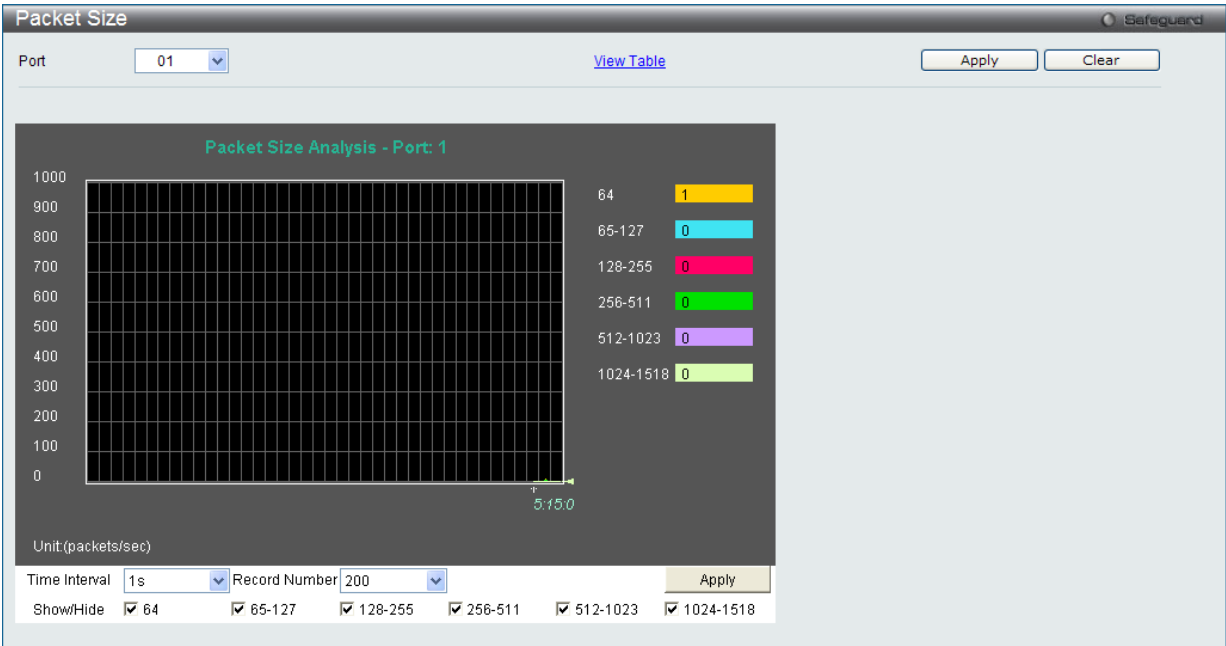 Packet Size
Safeguard
Port 01 View Table Apply Clear
Packet Size Analysis - Port: 1
1000
900
800
700
600
500
400
300
200
100
0
64 1
65-127 0
128-255 0
256-511 0
512-1023 0
1024-1518 0
5:15:0
Unit:(packets/sec)
Time Interval 1s Record Number 200 Apply
Show/Hide 64 65-127 128-255 256-511 512-1023 1024-1518